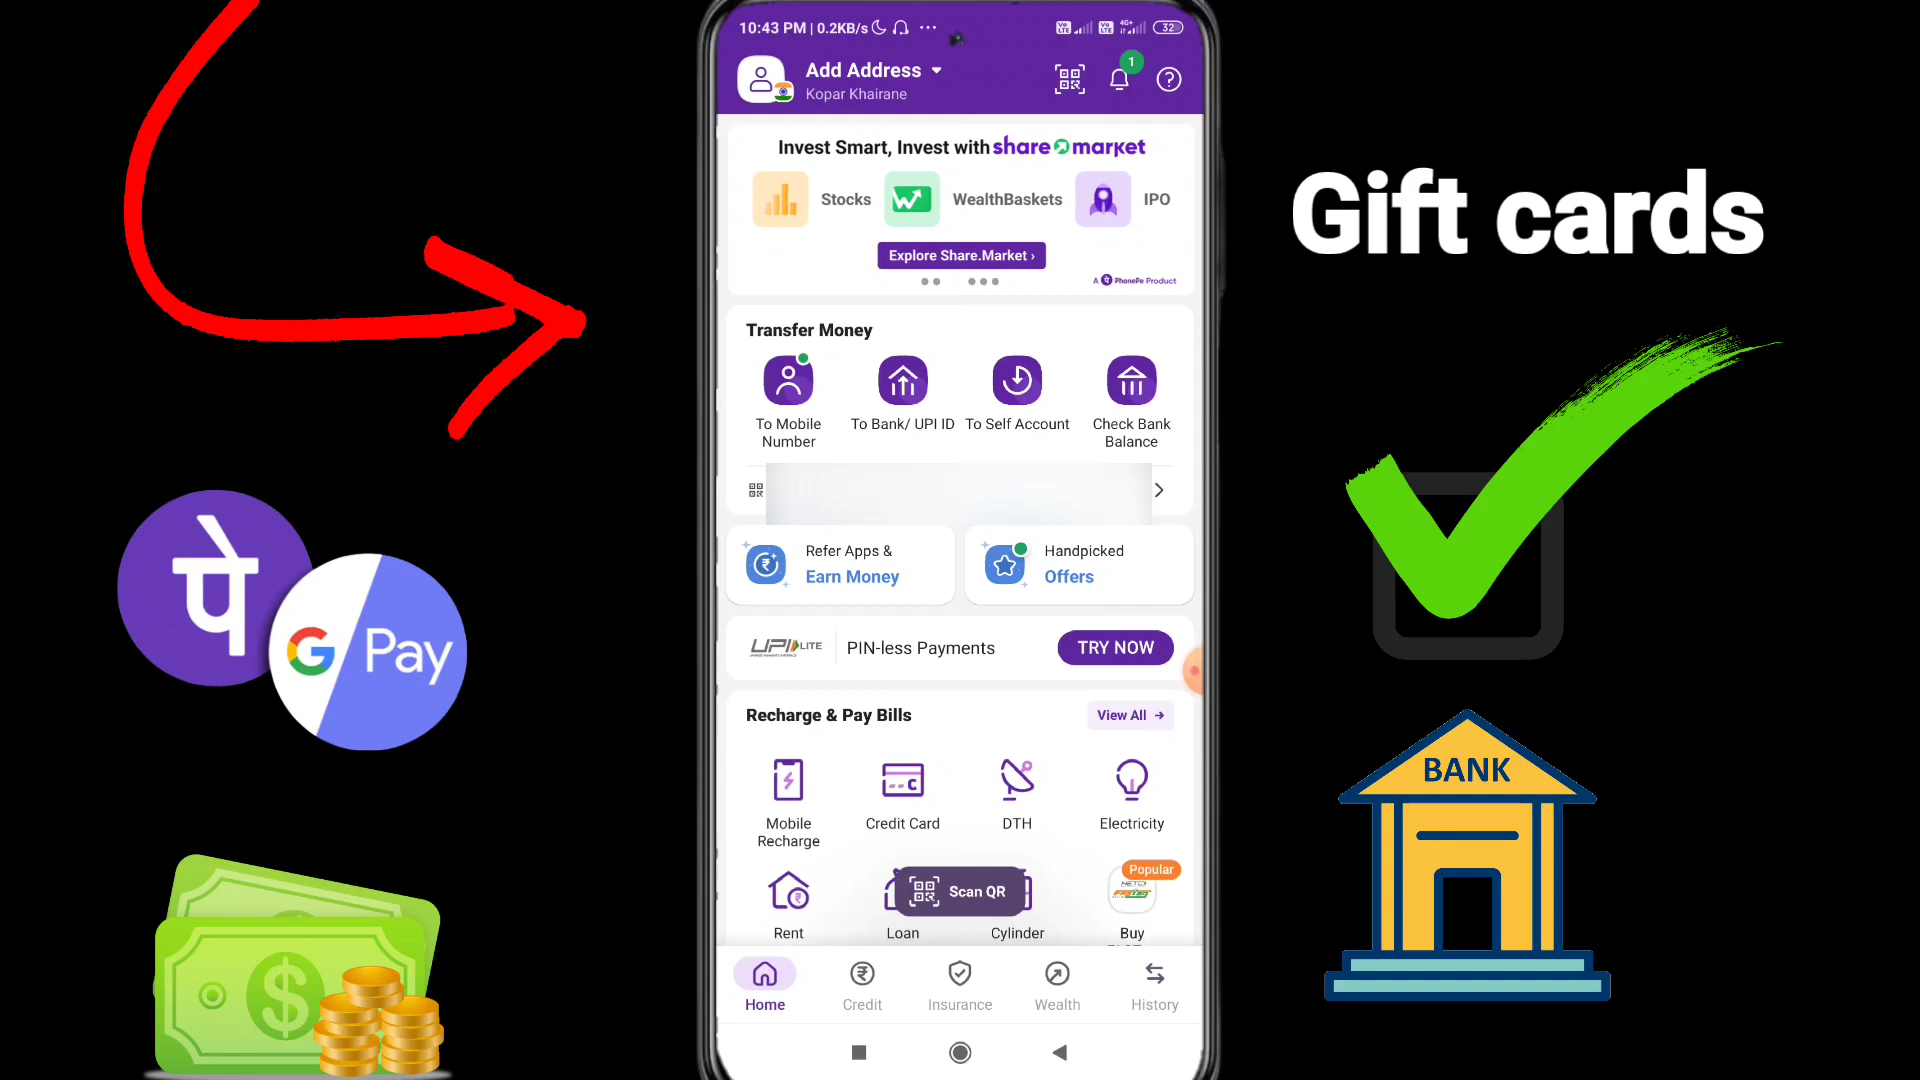 10:43 PM | 0.2KB/s
4G+
32
Add Address
Kopar Khairane
1
Invest Smart, Invest with share market
Stocks
WealthBaskets
IPO
Explore Share.Market ›
A PhonePe Product
Transfer Money
To Mobile
Number
To Bank/ UPI ID
To Self Account
Check Bank
Balance
Refer Apps &
Earn Money
Handpicked
Offers
UPI LITE
PIN-less Payments
TRY NOW
Recharge & Pay Bills
View All
Mobile
Recharge
Credit Card
DTH
Electricity
Popular
Scan QR
Rent
Loan
Cylinder
Buy
Home
Credit
Insurance
Wealth
History
पे
G Pay
Gift cards
BANK